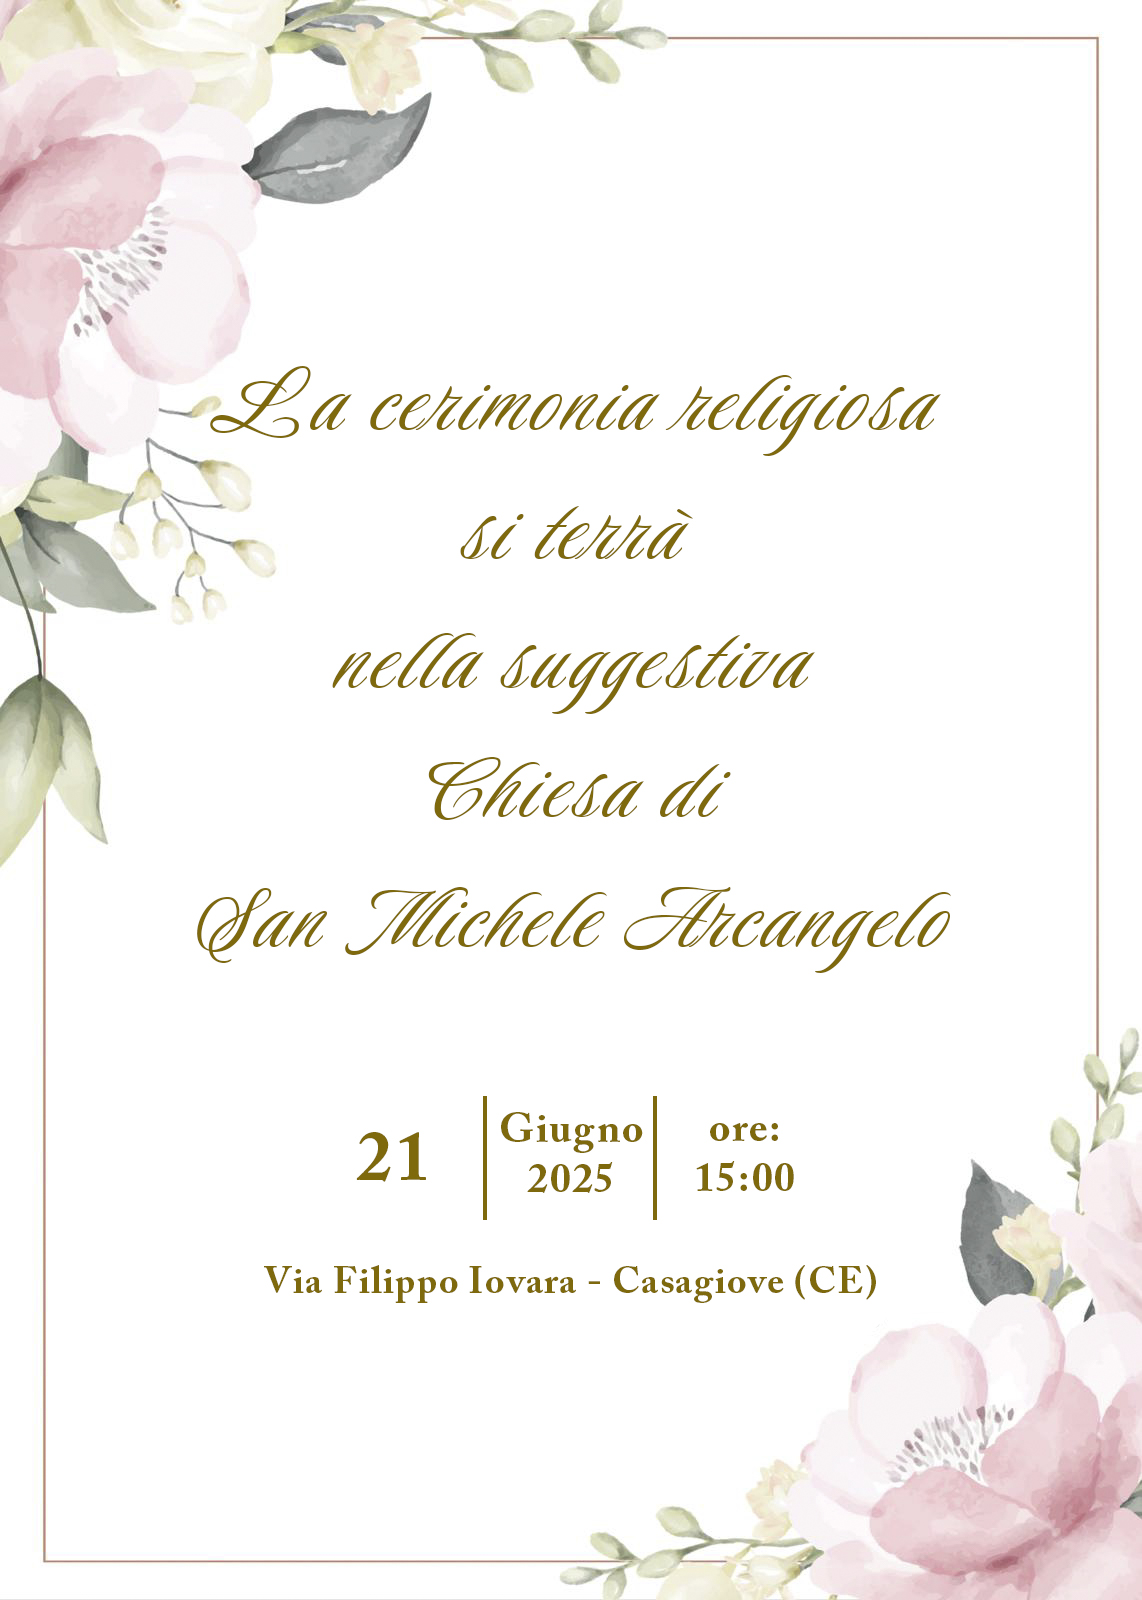 La cerimonia religiosa
si terrà
nella suggestiva
Chiesa di
San Michele Arcangelo
21
Giugno
2025
ore:
15:00
Via Filippo Iovara - Casagiove (CE)